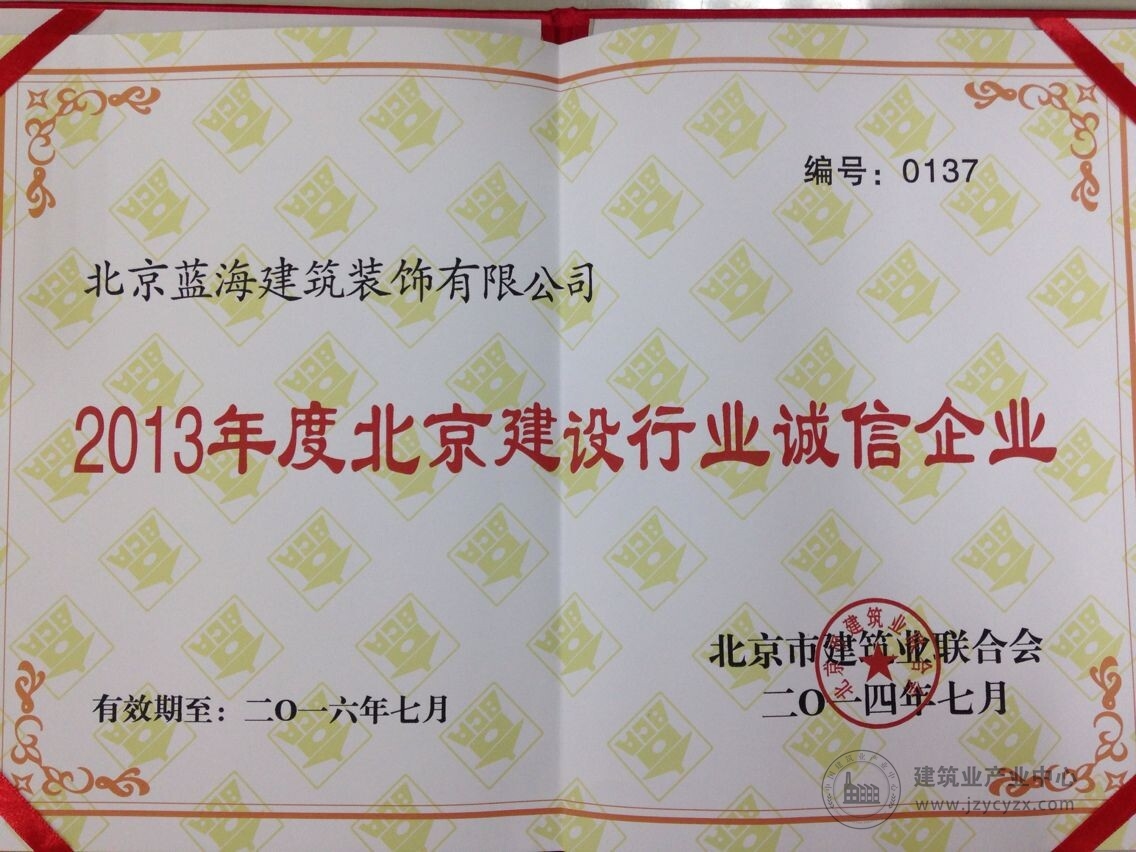 编号：0137
北京蓝海建筑装饰有限公司
2013年度北京建设行业诚信企业
北京市建筑业联合会
二O一四年七月
有效期至：二O一六年七月
建筑业产业中心
www.jzycyzx.com